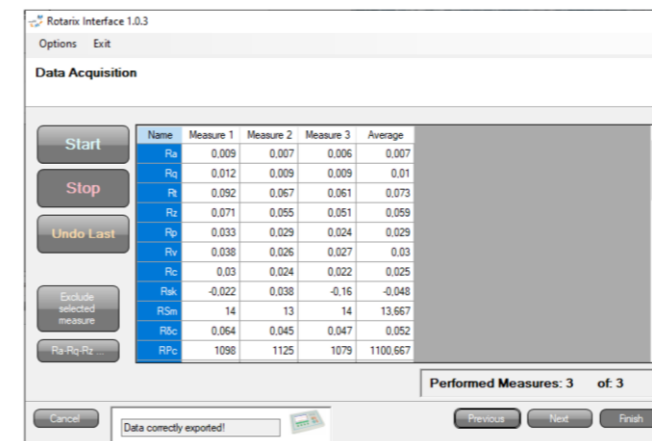 Rotarix Interface 1.0.3
Options Exit
Data Acquisition
Start
Stop
Undo Last
Exclude
selected
measure
Ra-Rq-Rz ...
Name Measure 1 Measure 2 Measure 3 Average
Ra 0,009 0,007 0,006 0,007
Rq 0,012 0,009 0,009 0,01
Rt 0,092 0,067 0,061 0,073
Rz 0,071 0,055 0,051 0,059
Rp 0,033 0,029 0,024 0,029
Rv 0,038 0,026 0,027 0,03
Rc 0,03 0,024 0,022 0,025
Rsk -0,022 0,038 -0,16 -0,048
RSm 14 13 14 13,667
Rδc 0,064 0,045 0,047 0,052
RPc 1098 1125 1079 1100,667
Performed Measures: 3 of: 3
Cancel
Data correctly exported!
Previous
Next
Finish